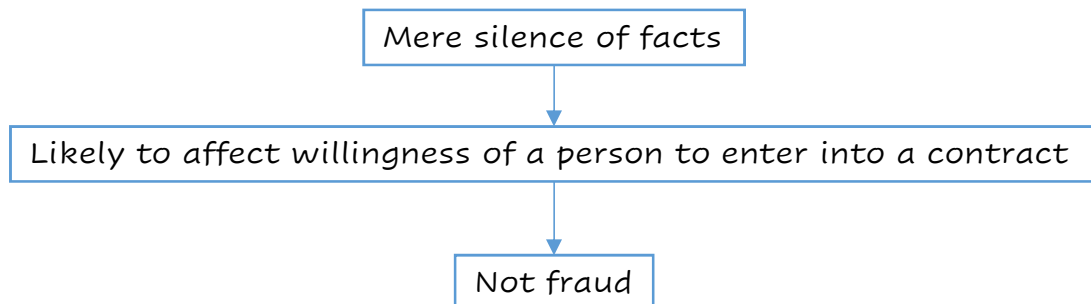 Mere silence of facts
Likely to affect willingness of a person to enter into a contract
Not fraud